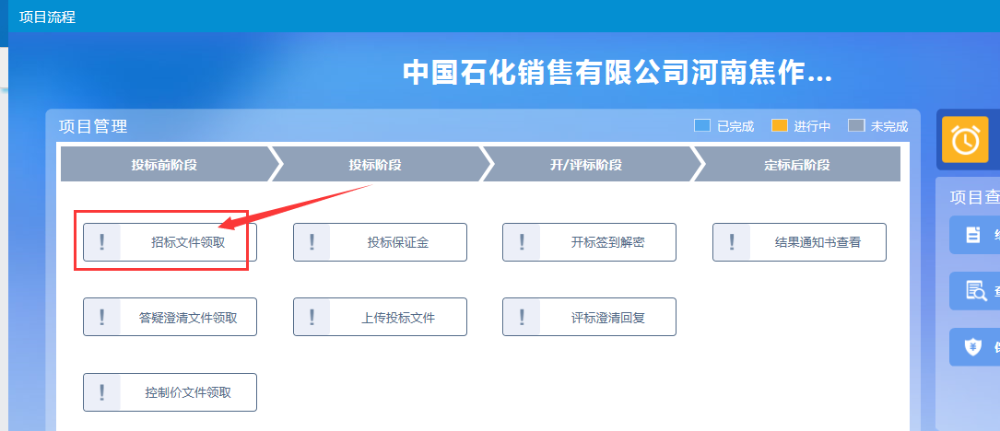 项目流程
中国石化销售有限公司河南焦作...
项目管理
已完成 进行中 未完成
投标前阶段 投标阶段 开/评标阶段 定标后阶段
招标文件领取 投标保证金 开标签到解密 结果通知书查看
答疑澄清文件领取 上传投标文件 评标澄清回复
控制价文件领取
项目查